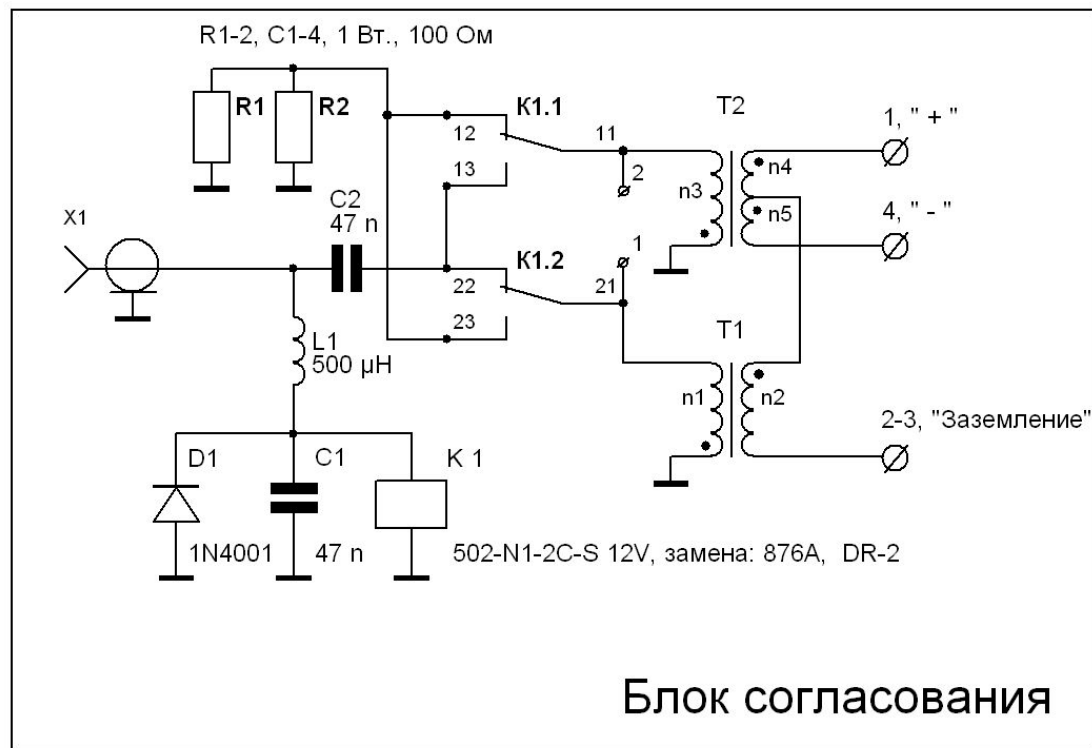 R1-2, C1-4, 1 Вт., 100 Ом
R1
R2
K1.1
12
11
13
2
T2
n3
n4
n5
1, " + "
4, " - "
X1
C2
47 n
K1.2
22
23
21
1
L1
500 µH
T1
n1
n2
2-3, "Заземление"
D1
1N4001
C1
47 n
K 1
502-N1-2C-S 12V, замена: 876A, DR-2
Блок согласования